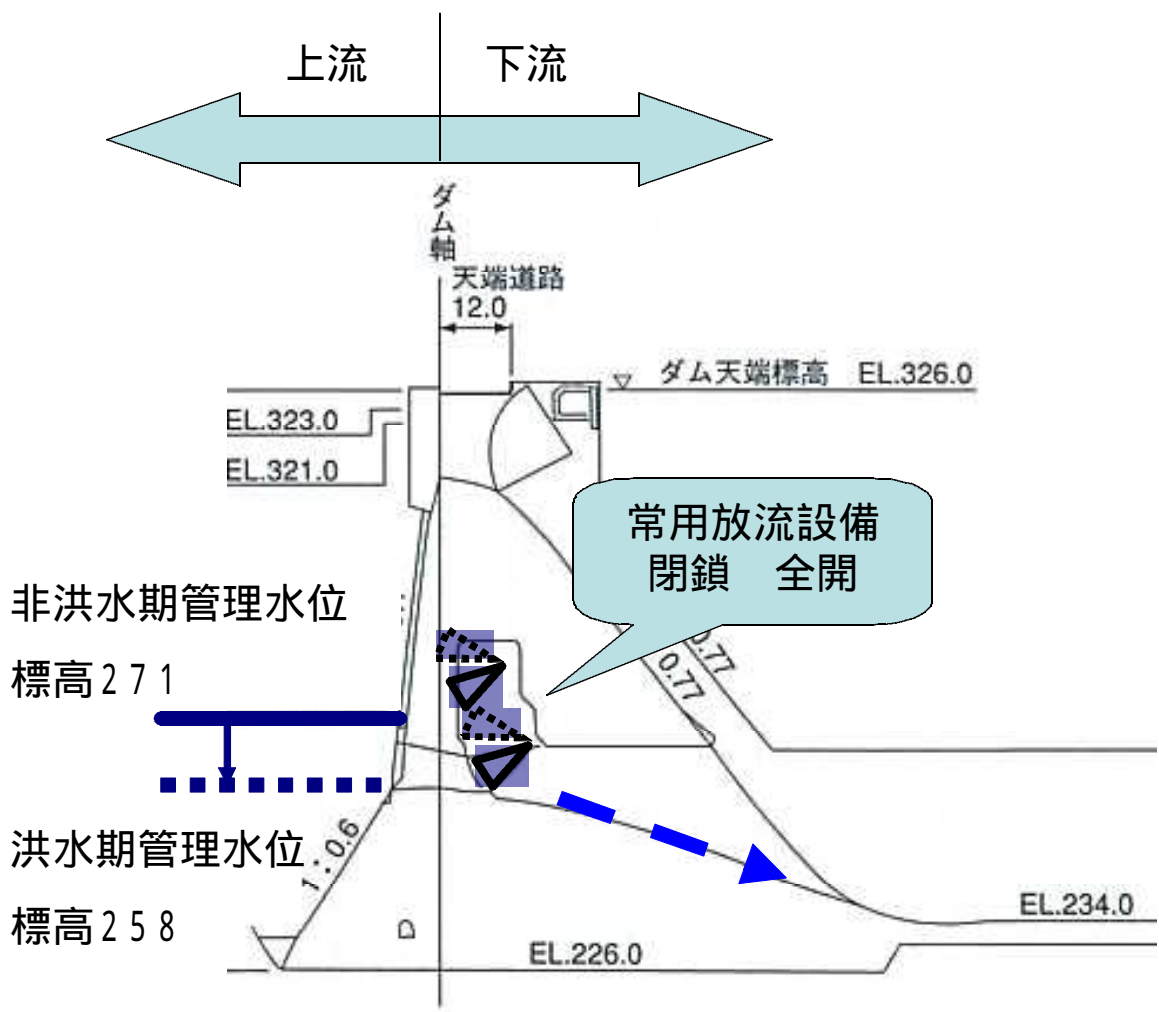 上流
下流
ダム軸
天端道路
12.0
ダム天端標高 EL.326.0
EL.323.0
EL.321.0
常用放流設備
閉鎖 全開
非洪水期管理水位
標高271
0.77
0.77
洪水期管理水位
標高258
1:0.6
EL.234.0
EL.226.0